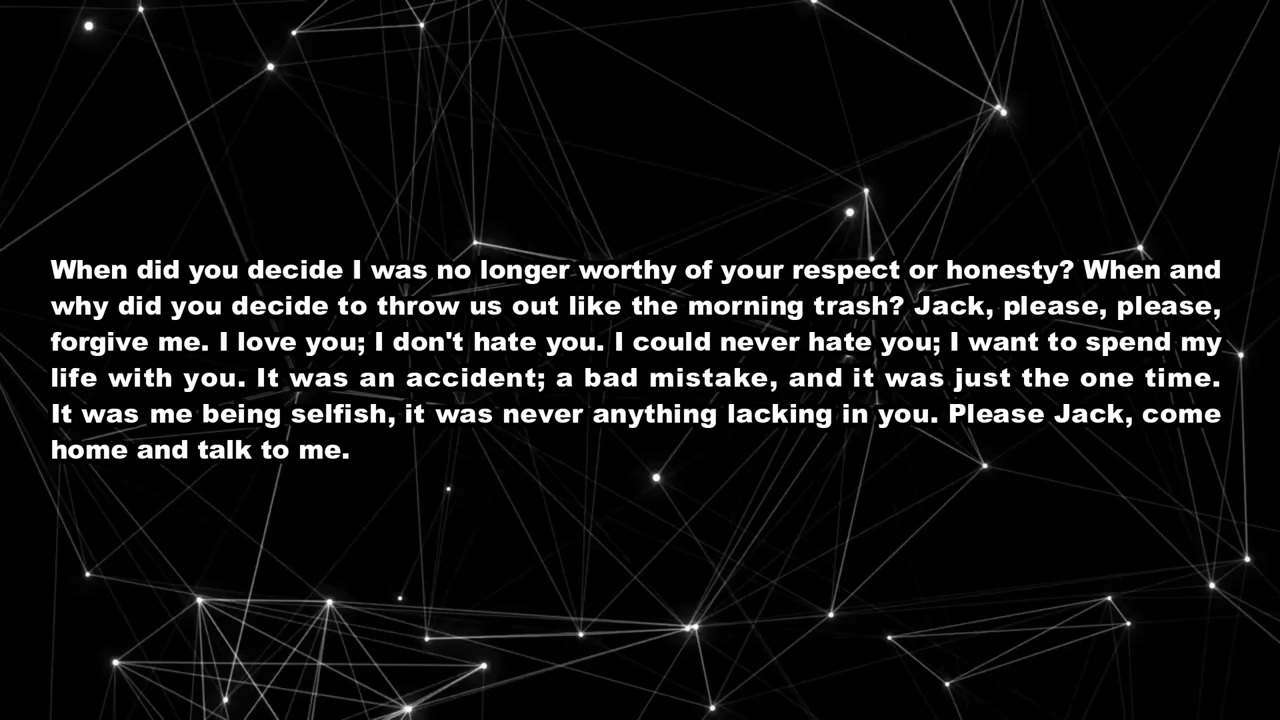 When did you decide I was no longer worthy of your respect or honesty? When and
why did you decide to throw us out like the morning trash? Jack, please, please,
forgive me. I love you; I don't hate you. I could never hate you; I want to spend my
life with you. It was an accident; a bad mistake, and it was just the one time.
It was me being selfish, it was never anything lacking in you. Please Jack, come
home and talk to me.